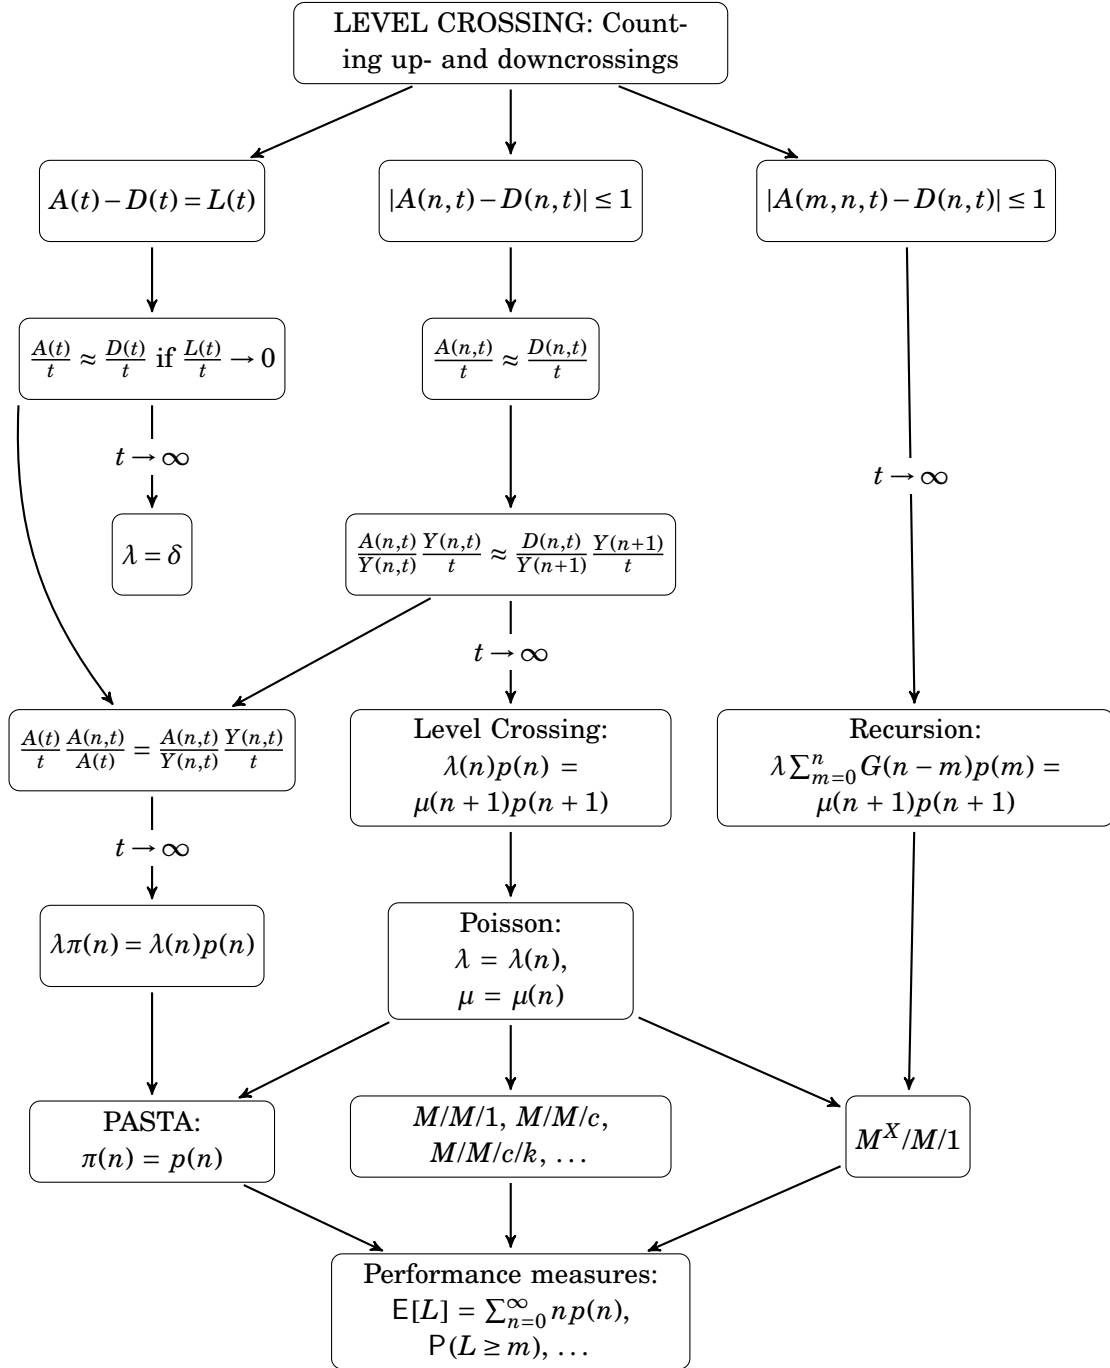 LEVEL CROSSING: Count-
ing up- and downcrossings
A(t) − D(t) = L(t)
|A(n, t) − D(n, t)| ≤ 1
|A(m, n, t) − D(n, t)| ≤ 1
A(t)/t ≈ D(t)/t if L(t)/t → 0
A(n,t)/t ≈ D(n,t)/t
t → ∞
t → ∞
λ = δ
A(n,t)/Y(n,t) Y(n,t)/t ≈ D(n,t)/Y(n+1) Y(n+1)/t
t → ∞
A(t)/t A(n,t)/A(t) = A(n,t)/Y(n,t) Y(n,t)/t
Level Crossing:
λ(n)p(n) =
μ(n + 1)p(n + 1)
Recursion:
λ∑_{m=0}^{n} G(n − m)p(m) =
μ(n + 1)p(n + 1)
t → ∞
λπ(n) = λ(n)p(n)
Poisson:
λ = λ(n),
μ = μ(n)
PASTA:
π(n) = p(n)
M/M/1, M/M/c,
M/M/c/k, …
M^X/M/1
Performance measures:
E[L] = ∑_{n=0}^{∞} np(n),
P(L ≥ m), …